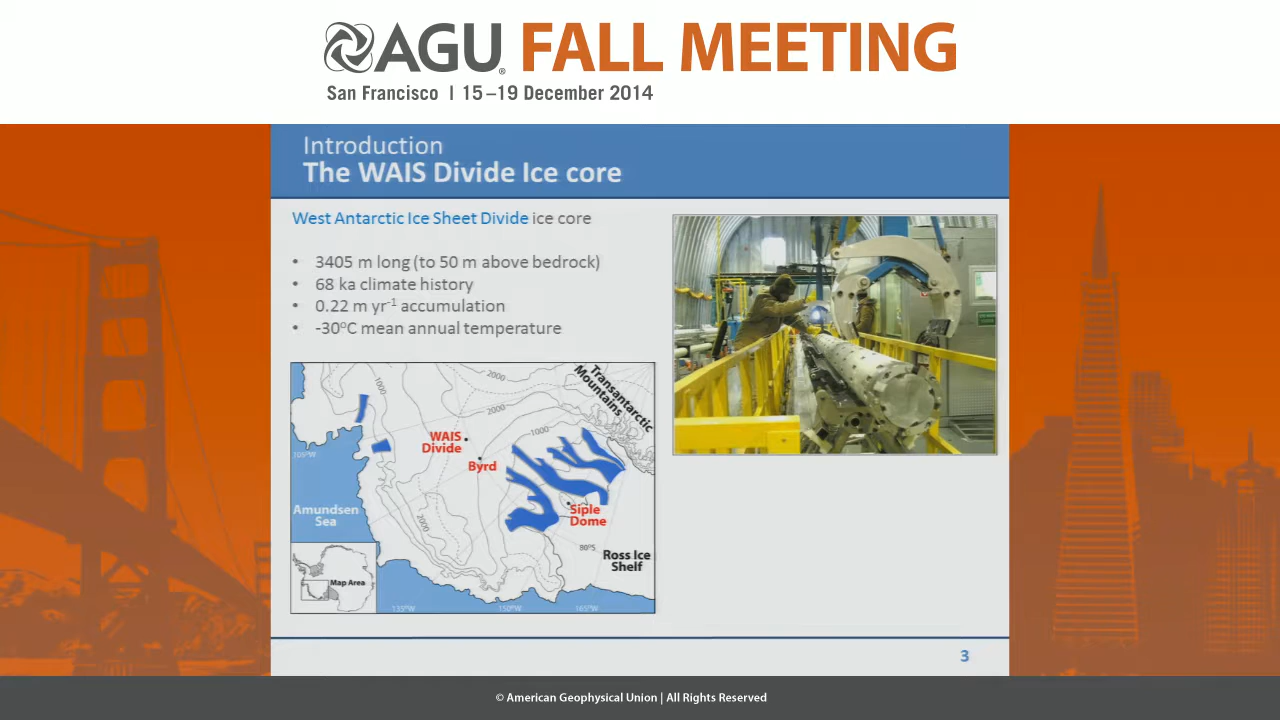 AGU® FALL MEETING
San Francisco | 15–19 December 2014
Introduction
The WAIS Divide Ice core
West Antarctic Ice Sheet Divide ice core
• 3405 m long (to 50 m above bedrock)
• 68 ka climate history
• 0.22 m yr⁻¹ accumulation
• -30°C mean annual temperature
Transantarctic
Mountains
2000
1000
2000
1000
WAIS
Divide
Byrd
105°W
2000
Amundsen
Sea
Siple
Dome
80°S
Ross Ice
Shelf
Map Area
135°W
150°W
165°W
3
© American Geophysical Union | All Rights Reserved